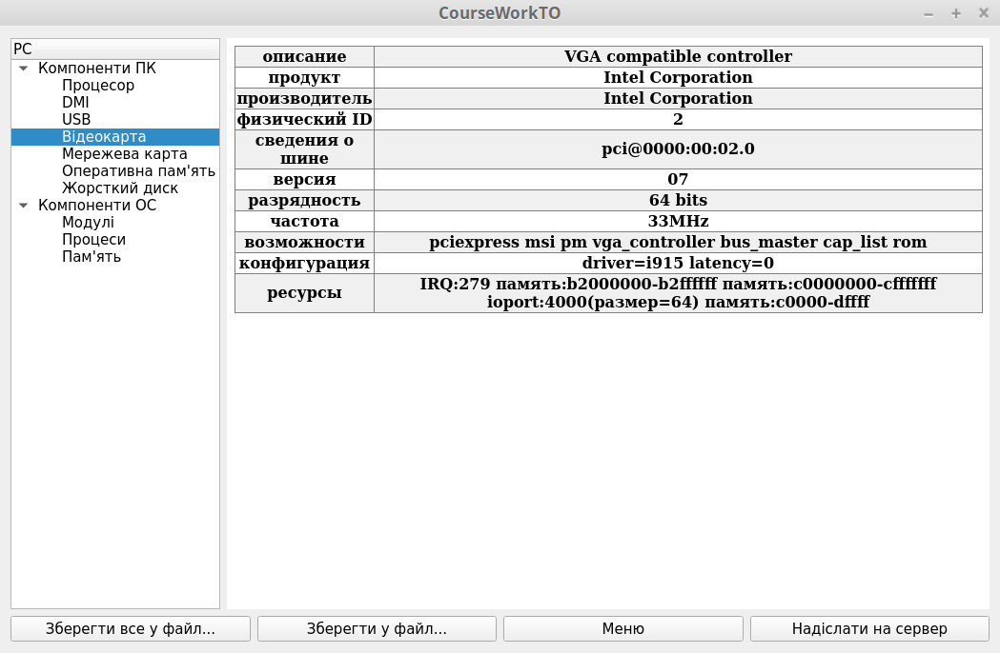 CourseWorkTO
PC
Компоненти ПК
Процесор
DMI
USB
Відеокарта
Мережева карта
Оперативна пам'ять
Жорсткий диск
Компоненти ОС
Модулі
Процеси
Пам'ять
описание VGA compatible controller
продукт Intel Corporation
производитель Intel Corporation
физический ID 2
сведения о
шине pci@0000:00:02.0
версия 07
разрядность 64 bits
частота 33MHz
возможности pciexpress msi pm vga_controller bus_master cap_list rom
конфигурация driver=i915 latency=0
ресурсы IRQ:279 память:b2000000-b2ffffff память:c0000000-cfffffff
ioport:4000(размер=64) память:c0000-dffff
Зберегти все у файл... Зберегти у файл... Меню Надіслати на сервер